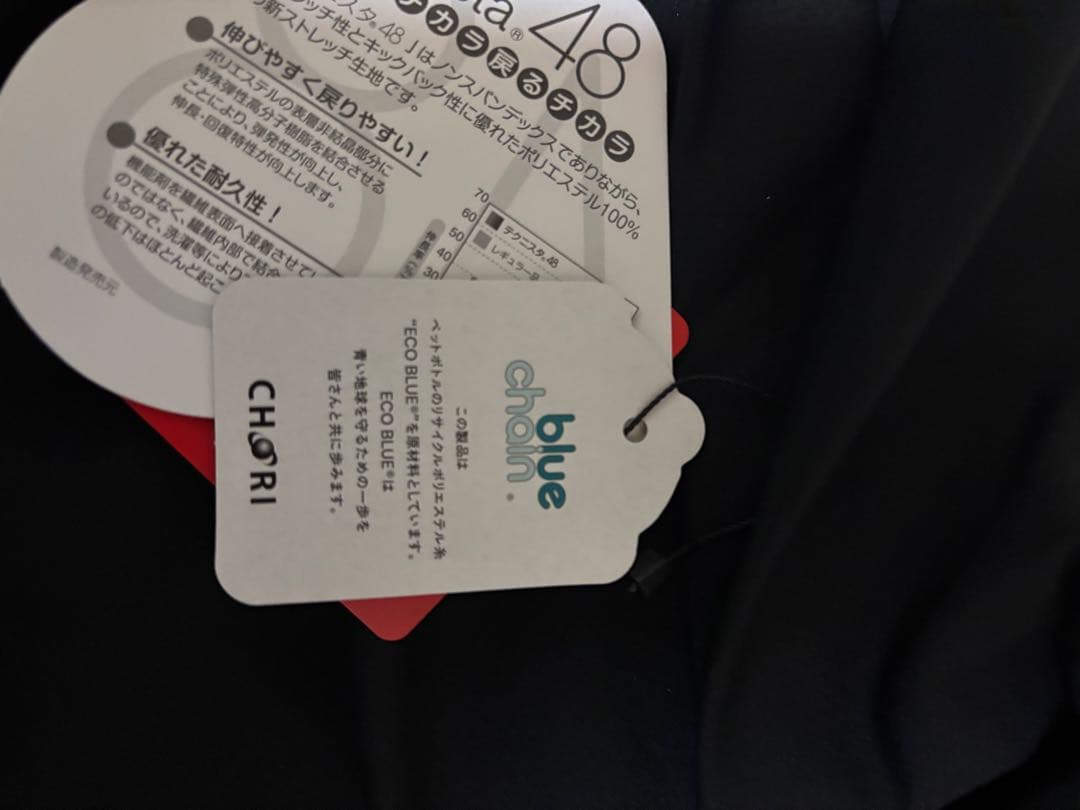 sta® 48
チカラ戻るチカラ
スタ®48」はノンスパンデックスでありながら、
レッチ性とキックバック性に優れたポリエステル100%
新ストレッチ生地です。
伸びやすく戻りやすい！
ポリエステルの表層非結晶部分に
特殊弾性高分子樹脂を結合させる
ことにより、弾発性が向上し、
伸長・回復特性が向上します。
優れた耐久性！
機能剤を繊維表面へ接着させてい
のではなく、繊維内部で結合
いるので、洗濯等により
の低下はほとんど起こ
製造発売元
70
60
50
40
30
テクニスタ®48
レギュラー
blue
chain®
この製品は
ペットボトルのリサイクルポリエステル糸
"ECO BLUE®"を原材料としています。
ECO BLUE®は
青い地球を守るための一歩を
皆さんと共に歩みます。
CHORI